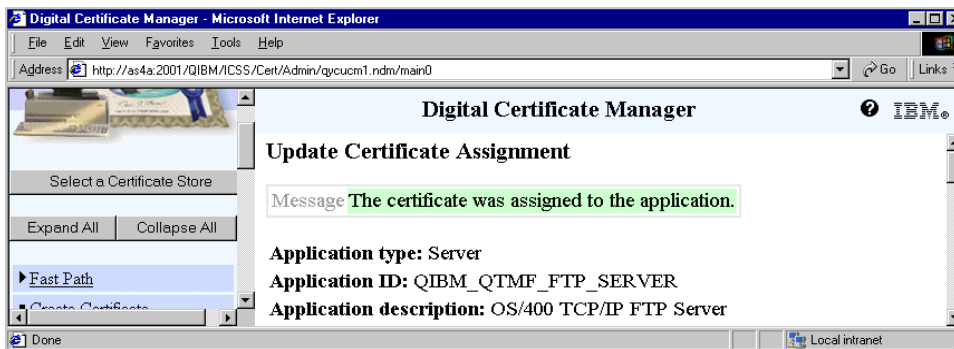 Digital Certificate Manager - Microsoft Internet Explorer
File Edit View Favorites Tools Help
Address http://as4a:2001/QIBM/ICSS/Cert/Admin/qycucm1.ndm/main0 Go Links
Digital Certificate Manager IBM®
Update Certificate Assignment
Select a Certificate Store
Message The certificate was assigned to the application.
Expand All Collapse All
Application type: Server
Fast Path
Application ID: QIBM_QTMF_FTP_SERVER
Create Certificate
Application description: OS/400 TCP/IP FTP Server
Done Local intranet